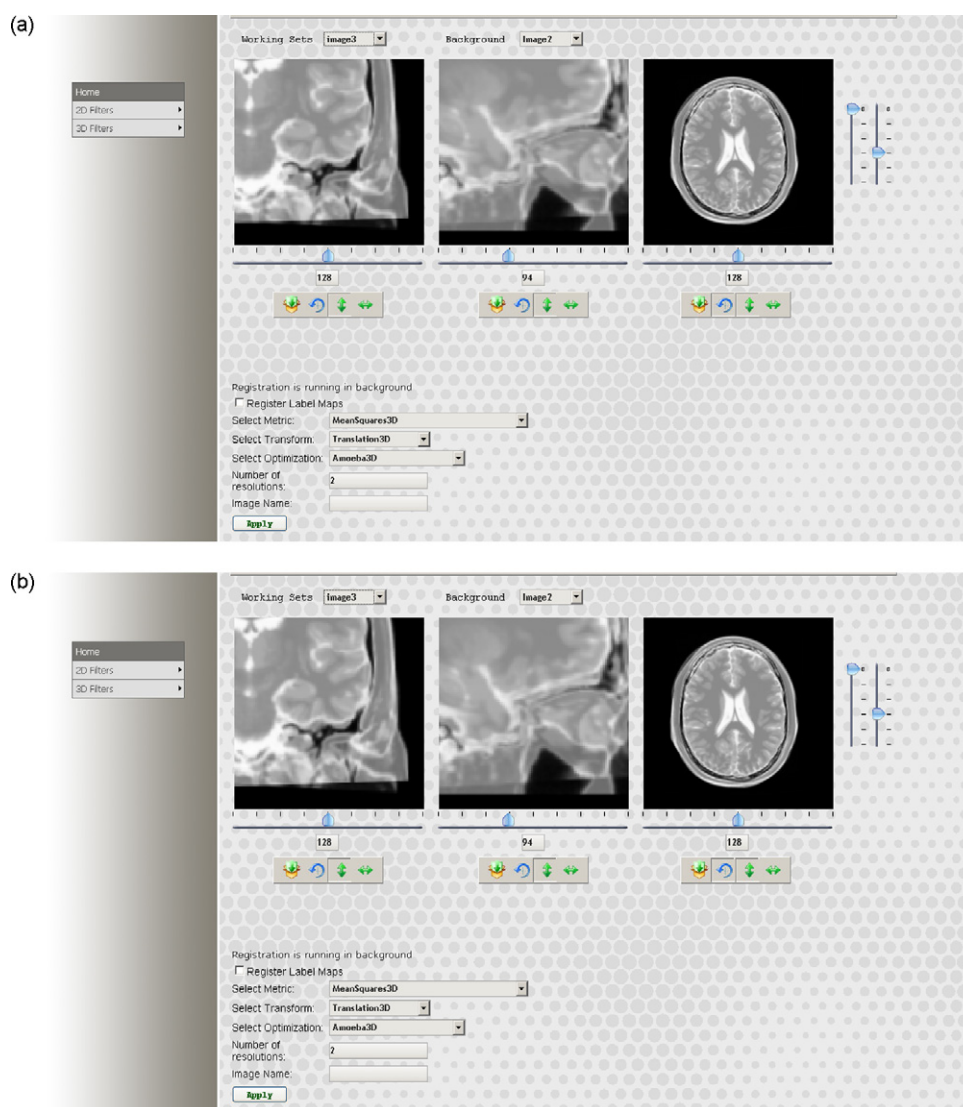 (a)
Working Sets image3 Background Image2
Home
2D Filters
3D Filters
128 94 128
Registration is running in background
Register Label Maps
Select Metric: MeanSquares3D
Select Transform: Translation3D
Select Optimization: Amoeba3D
Number of resolutions: 2
Image Name:
Apply
(b)
Working Sets image3 Background Image2
Home
2D Filters
3D Filters
128 94 128
Registration is running in background
Register Label Maps
Select Metric: MeanSquares3D
Select Transform: Translation3D
Select Optimization: Amoeba3D
Number of resolutions: 2
Image Name:
Apply